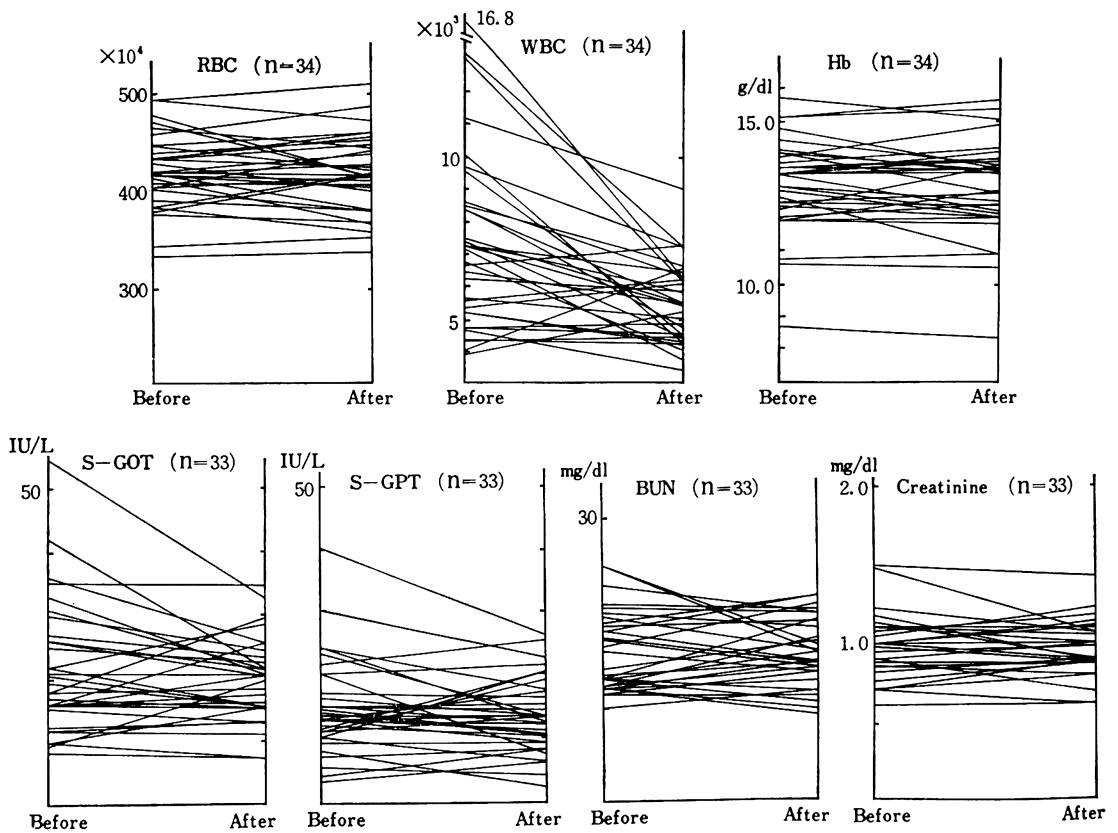 RBC (n=34)
×10⁴
500
400
300
Before After
WBC (n=34)
×10³
16.8
10
5
Before After
Hb (n=34)
g/dl
15.0
10.0
Before After
S-GOT (n=33)
IU/L
50
Before After
S-GPT (n=33)
IU/L
50
Before After
BUN (n=33)
mg/dl
30
Before After
Creatinine (n=33)
mg/dl
2.0
1.0
Before After